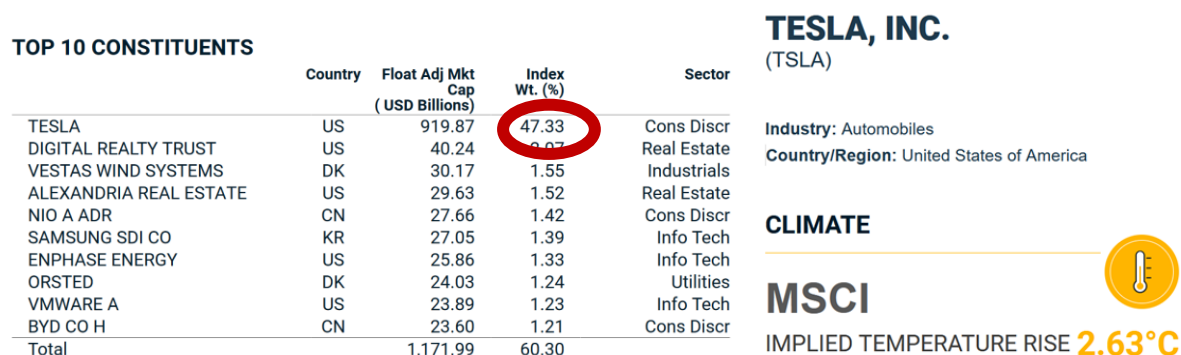 TOP 10 CONSTITUENTS
Country Float Adj Mkt Cap ( USD Billions) Index Wt. (%) Sector
TESLA US 919.87 47.33 Cons Discr
DIGITAL REALTY TRUST US 40.24 Real Estate
VESTAS WIND SYSTEMS DK 30.17 1.55 Industrials
ALEXANDRIA REAL ESTATE US 29.63 1.52 Real Estate
NIO A ADR CN 27.66 1.42 Cons Discr
SAMSUNG SDI CO KR 27.05 1.39 Info Tech
ENPHASE ENERGY US 25.86 1.33 Info Tech
ORSTED DK 24.03 1.24 Utilities
VMWARE A US 23.89 1.23 Info Tech
BYD CO H CN 23.60 1.21 Cons Discr
Total 1,171.99 60.30
TESLA, INC.
(TSLA)
Industry: Automobiles
Country/Region: United States of America
CLIMATE
MSCI
IMPLIED TEMPERATURE RISE 2.63°C